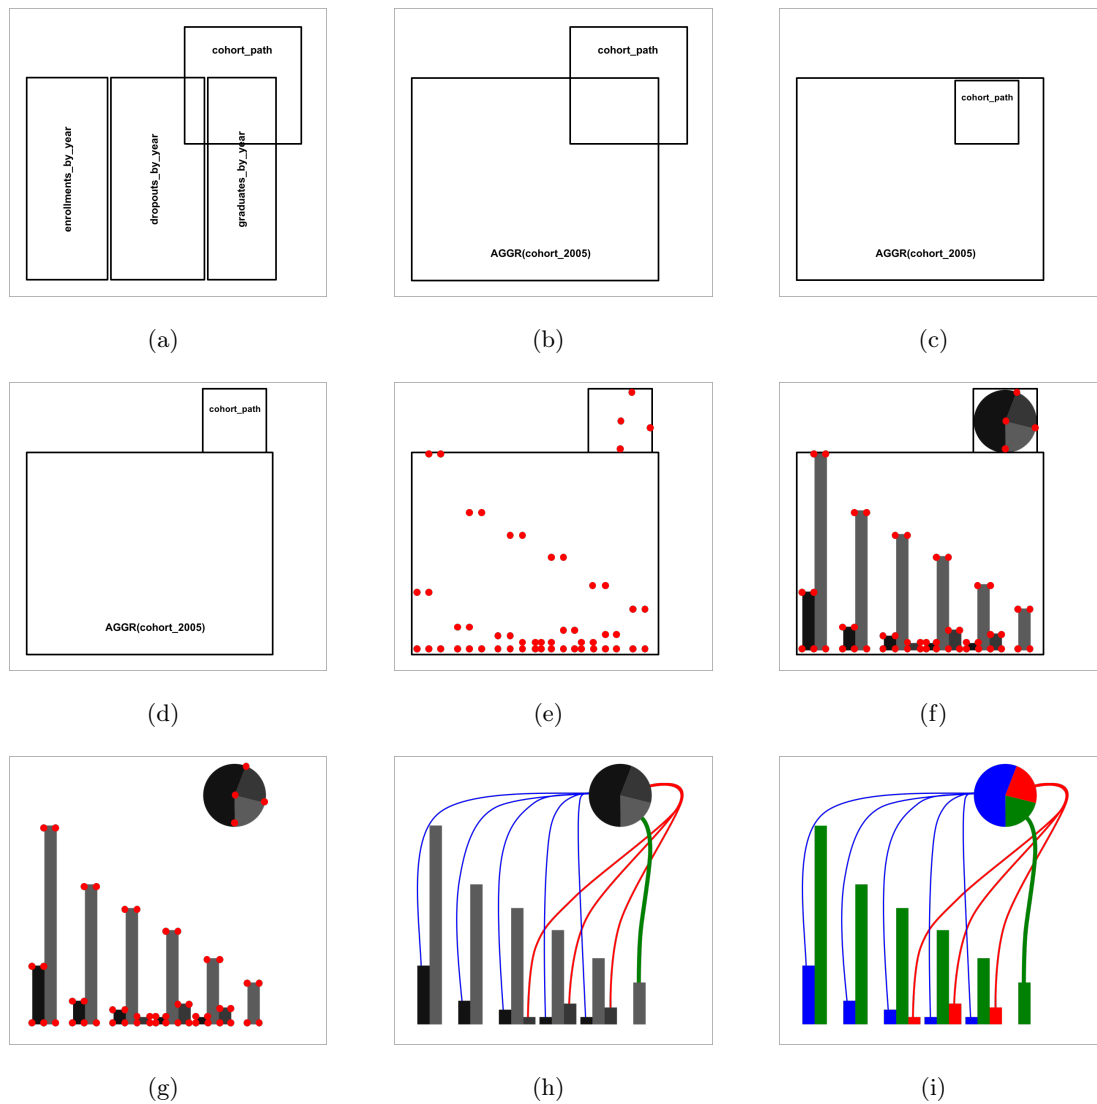 cohort_path
enrollments_by_year
dropouts_by_year
graduates_by_year
(a)
cohort_path
AGGR(cohort_2005)
(b)
cohort_path
AGGR(cohort_2005)
(c)
cohort_path
AGGR(cohort_2005)
(d)
(e)
(f)
(g)
(h)
(i)